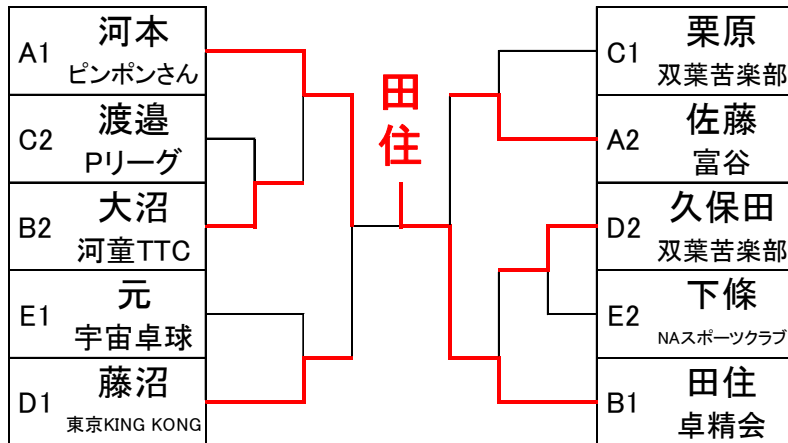 A1
河本
ピンポンさん
C2
渡邉
Pリーグ
B2
大沼
河童TTC
E1
元
宇宙卓球
D1
藤沼
東京KING KONG
田住
C1
栗原
双葉苦楽部
A2
佐藤
富谷
D2
久保田
双葉苦楽部
E2
下條
NAスポーツクラブ
B1
田住
卓精会